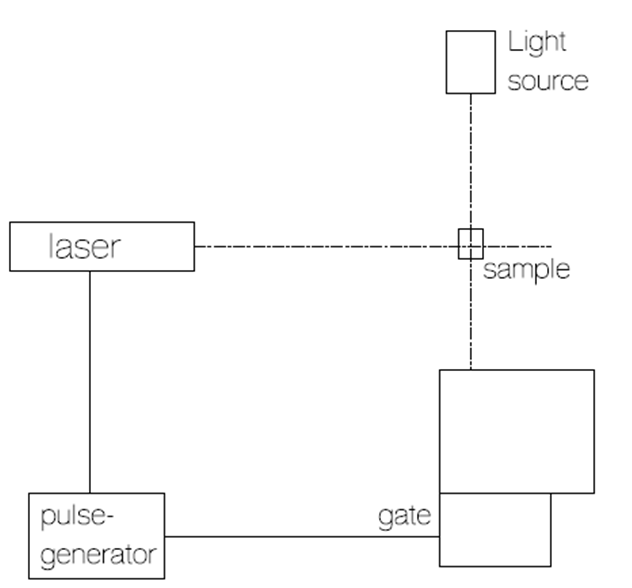 Light
source
laser
sample
pulse-
generator
gate